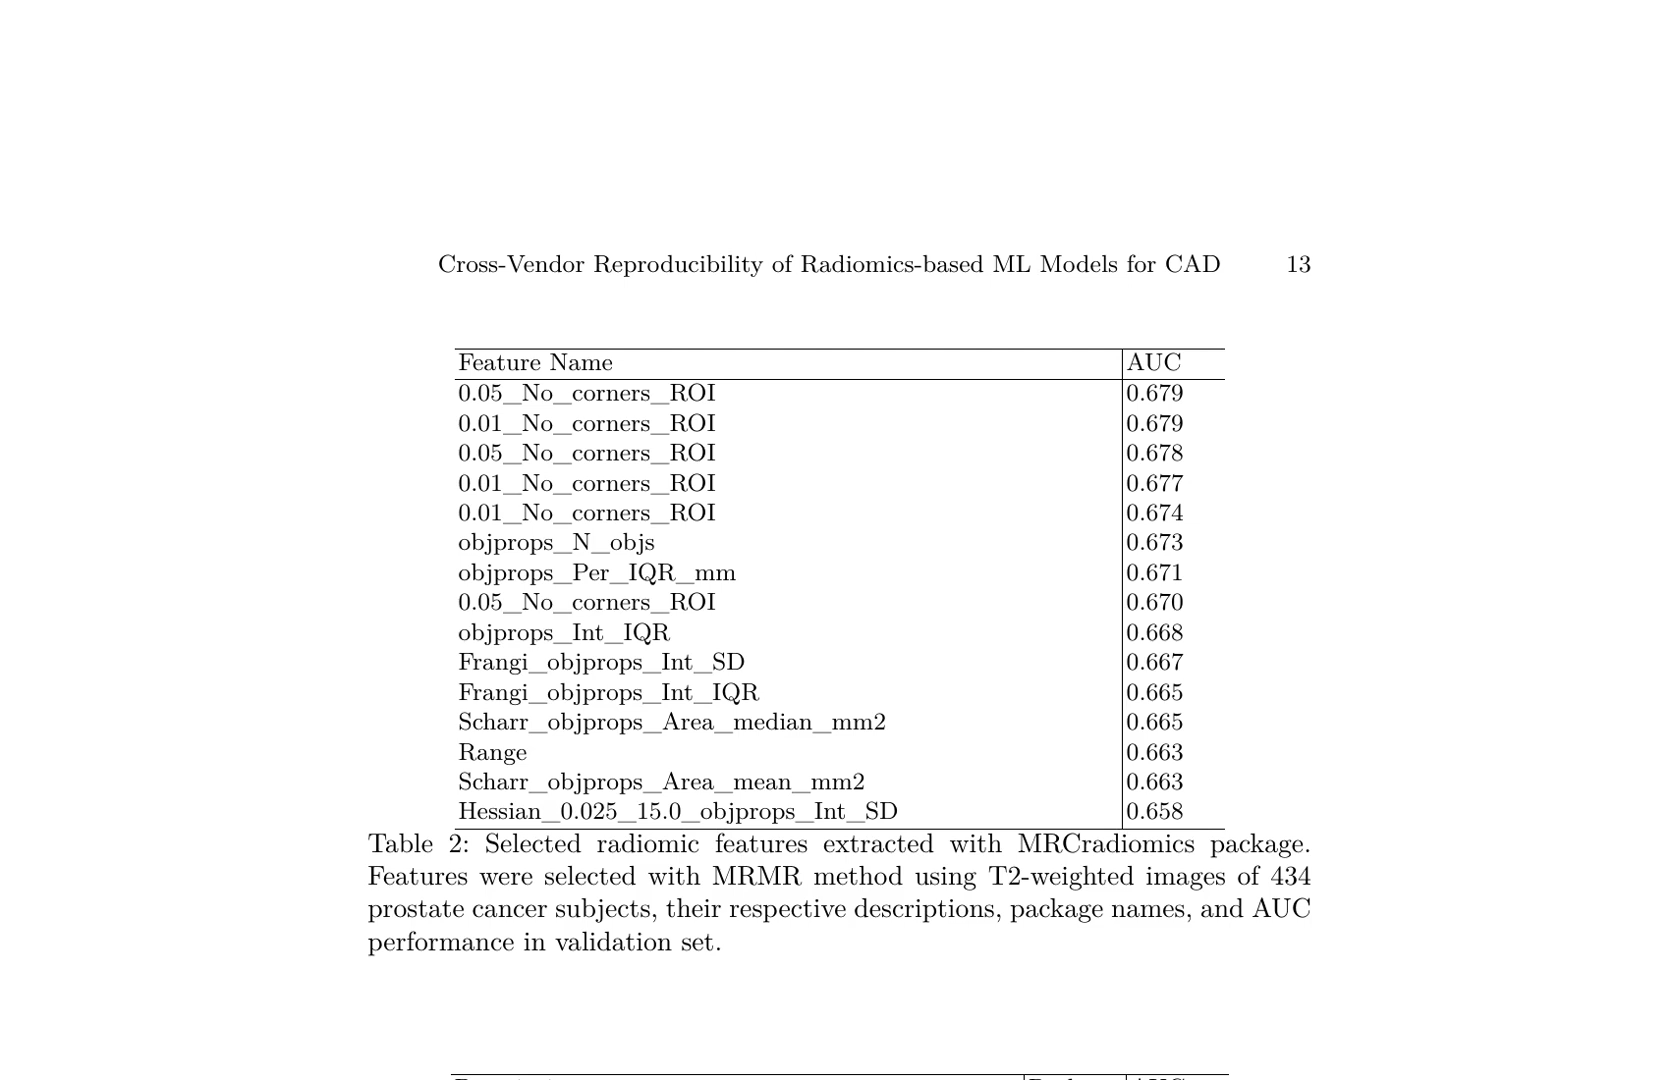 Cross-Vendor Reproducibility of Radiomics-based ML Models for CAD 13
Feature Name AUC
0.05_No_corners_ROI 0.679
0.01_No_corners_ROI 0.679
0.05_No_corners_ROI 0.678
0.01_No_corners_ROI 0.677
0.01_No_corners_ROI 0.674
objprops_N_objs 0.673
objprops_Per_IQR_mm 0.671
0.05_No_corners_ROI 0.670
objprops_Int_IQR 0.668
Frangi_objprops_Int_SD 0.667
Frangi_objprops_Int_IQR 0.665
Scharr_objprops_Area_median_mm2 0.665
Range 0.663
Scharr_objprops_Area_mean_mm2 0.663
Hessian_0.025_15.0_objprops_Int_SD 0.658
Table 2: Selected radiomic features extracted with MRCradiomics package.
Features were selected with MRMR method using T2-weighted images of 434
prostate cancer subjects, their respective descriptions, package names, and AUC
performance in validation set.